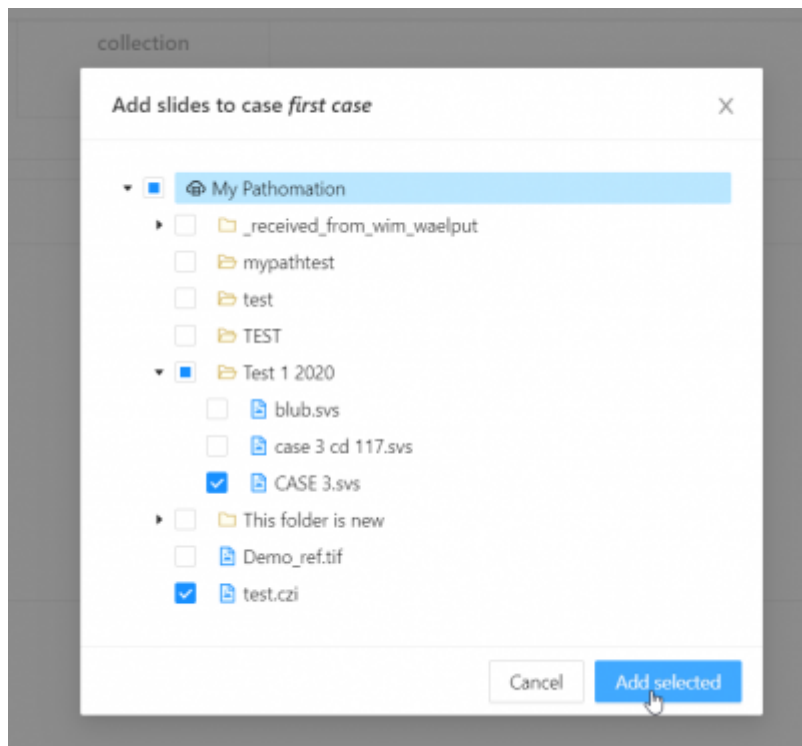 collection
Add slides to case first case
My Pathomation
_received_from_wim_waelput
mypathtest
test
TEST
Test 1 2020
blub.svs
case 3 cd 117.svs
CASE 3.svs
This folder is new
Demo_ref.tif
test.czi
Cancel Add selected